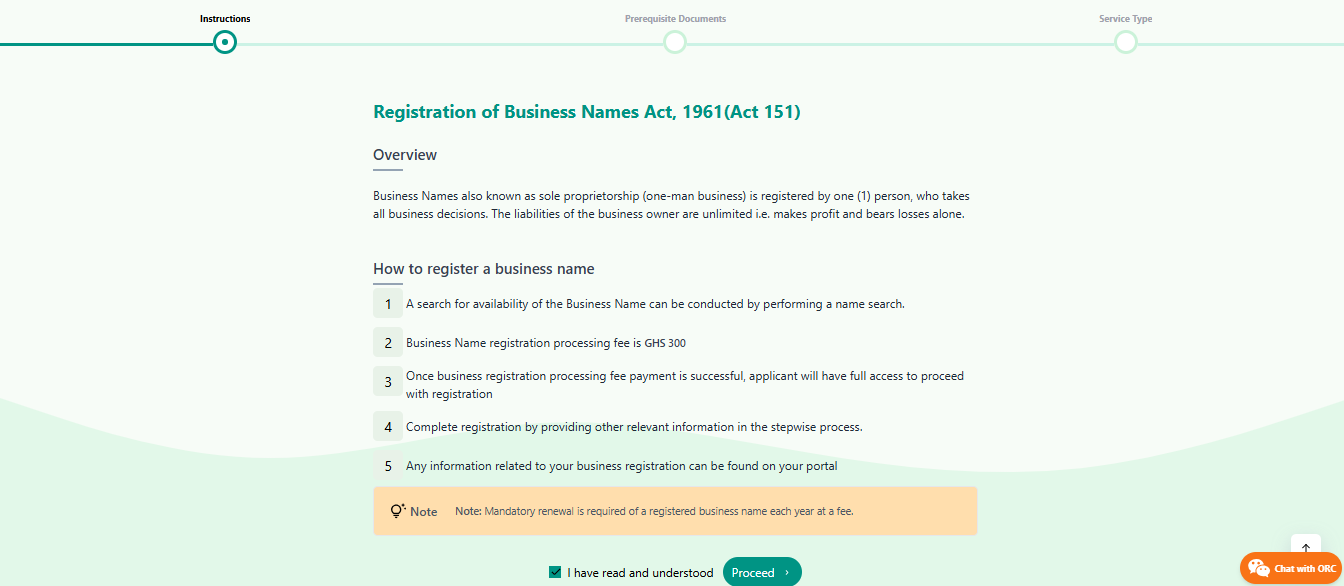 Instructions
Prerequisite Documents
Service Type
Registration of Business Names Act, 1961(Act 151)
Overview
Business Names also known as sole proprietorship (one-man business) is registered by one (1) person, who takes
all business decisions. The liabilities of the business owner are unlimited i.e. makes profit and bears losses alone.
How to register a business name
1 A search for availability of the Business Name can be conducted by performing a name search.
2 Business Name registration processing fee is GHS 300
3 Once business registration processing fee payment is successful, applicant will have full access to proceed
with registration
4 Complete registration by providing other relevant information in the stepwise process.
5 Any information related to your business registration can be found on your portal
Note Note: Mandatory renewal is required of a registered business name each year at a fee.
I have read and understood Proceed
Chat with ORC